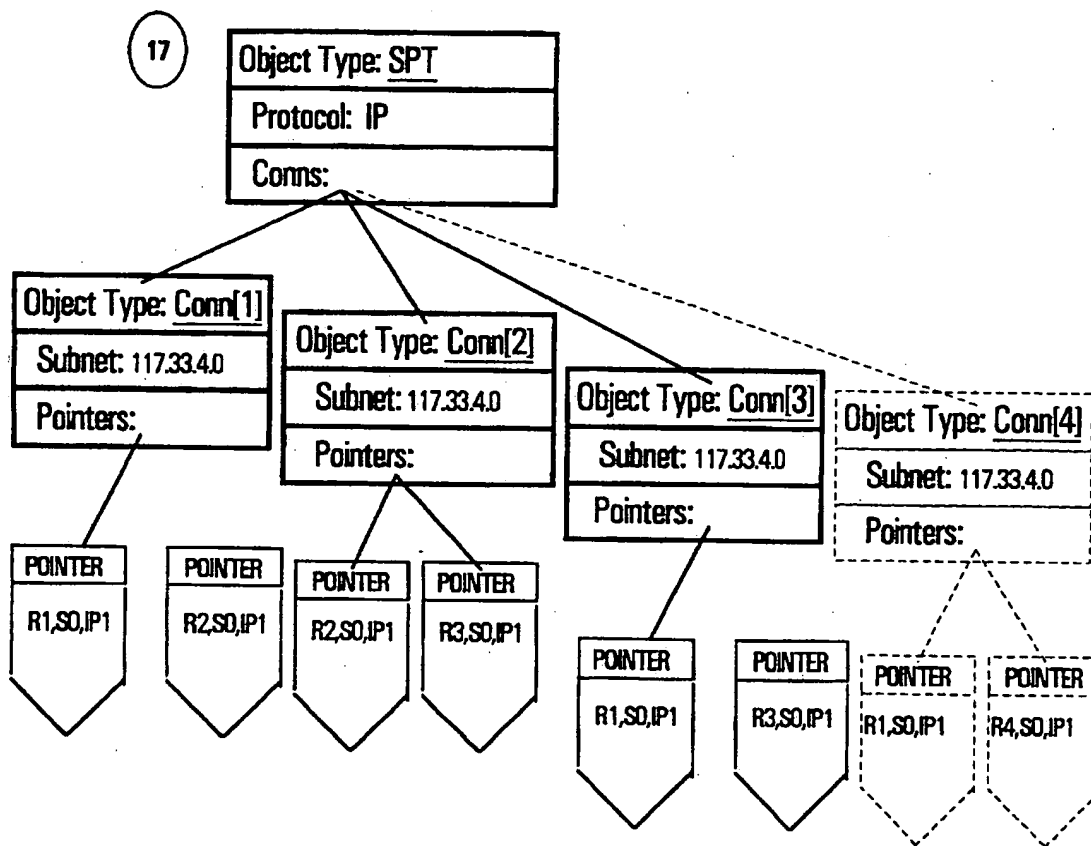 17
Object Type: SPT
Protocol: IP
Conns:
Object Type: Conn[1]
Subnet: 117.33.4.0
Pointers:
Object Type: Conn[2]
Subnet: 117.33.4.0
Pointers:
Object Type: Conn[3]
Subnet: 117.33.4.0
Pointers:
Object Type: Conn[4]
Subnet: 117.33.4.0
Pointers:
POINTER
R1,S0,IP1
POINTER
R2,S0,IP1
POINTER
R2,S0,IP1
POINTER
R3,S0,IP1
POINTER
R1,S0,IP1
POINTER
R3,S0,IP1
POINTER
R1,S0,IP1
POINTER
R4,S0,IP1